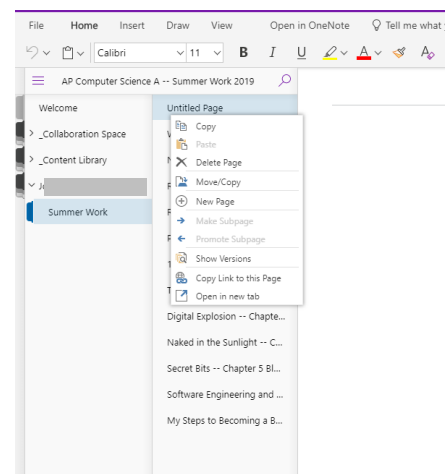 File Home Insert Draw View Open in OneNote Tell me what y
Calibri 11 B I U A A
AP Computer Science A -- Summer Work 2019
Welcome
_Collaboration Space
_Content Library
Summer Work
Untitled Page
Copy
Paste
Delete Page
Move/Copy
New Page
Make Subpage
Promote Subpage
Show Versions
Copy Link to this Page
Open in new tab
Digital Explosion -- Chapte...
Naked in the Sunlight -- C...
Secret Bits -- Chapter 5 Bl...
Software Engineering and ...
My Steps to Becoming a B...